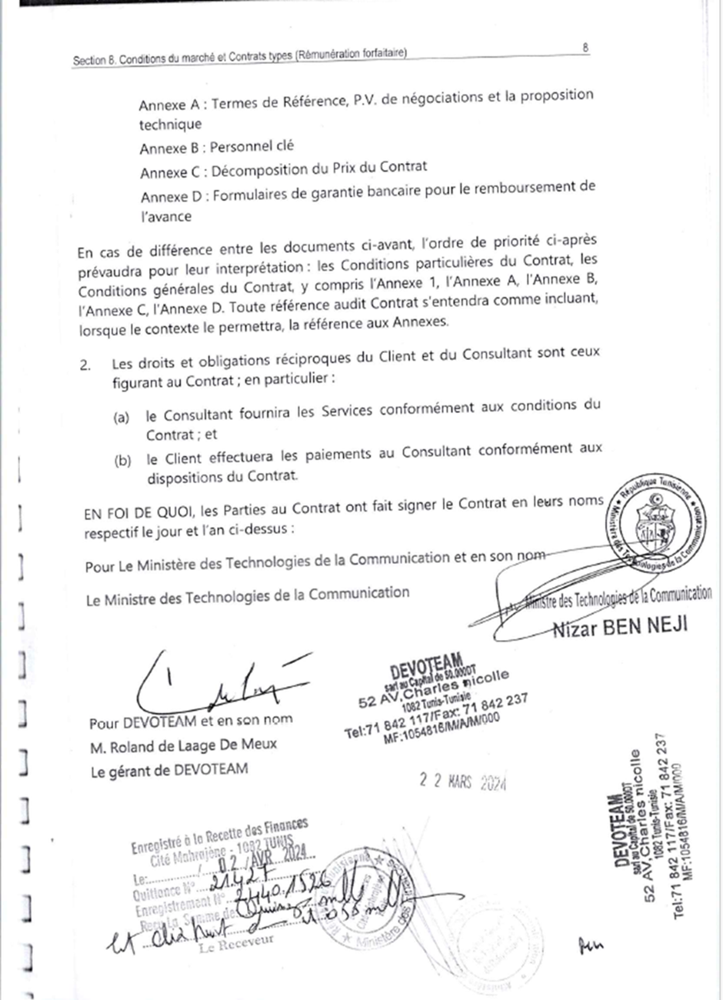 Section 8. Conditions du marché et Contrats types (Rémunération forfaitaire) 8
Annexe A : Termes de Référence, P.V. de négociations et la proposition
technique
Annexe B : Personnel clé
Annexe C : Décomposition du Prix du Contrat
Annexe D : Formulaires de garantie bancaire pour le remboursement de
l'avance
En cas de différence entre les documents ci-avant, l'ordre de priorité ci-après
prévaudra pour leur interprétation : les Conditions particulières du Contrat, les
Conditions générales du Contrat, y compris l'Annexe 1, l'Annexe A, l'Annexe B,
l'Annexe C, l'Annexe D. Toute référence audit Contrat s'entendra comme incluant,
lorsque le contexte le permettra, la référence aux Annexes.
2. Les droits et obligations réciproques du Client et du Consultant sont ceux
figurant au Contrat ; en particulier :
(a) le Consultant fournira les Services conformément aux conditions du
Contrat ; et
(b) le Client effectuera les paiements au Consultant conformément aux
dispositions du Contrat.
EN FOI DE QUOI, les Parties au Contrat ont fait signer le Contrat en leurs noms
respectif le jour et l'an ci-dessus :
République Tunisienne
Ministère des Technologies de la Communication
Pour Le Ministère des Technologies de la Communication et en son nom
Le Ministre des Technologies de la Communication
Ministre des Technologies de la Communication
Nizar BEN NEJI
DEVOTEAM
sarl au Capital de 50.000DT
52 AV,Charles nicolle
1082 Tunis-Tunisie
Tel:71 842 117/Fax: 71 842 237
MF:1054816/M/A/M/000
Pour DEVOTEAM et en son nom
M. Roland de Laage De Meux
Le gérant de DEVOTEAM
22 MARS 2024
DEVOTEAM
sarl au Capital de 50.000DT
52 AV,Charles nicolle
1082 Tunis-Tunisie
Tel:71 842 117/Fax: 71 842 237
MF:1054816/M/A/M/000
Enregistré à la Recette des Finances
Cité Mahrajène - 1082 TUNIS
Le: 02 AVR 2024
Quittance N°
Enregistrement N°
Reçu La Somme de
Le Receveur